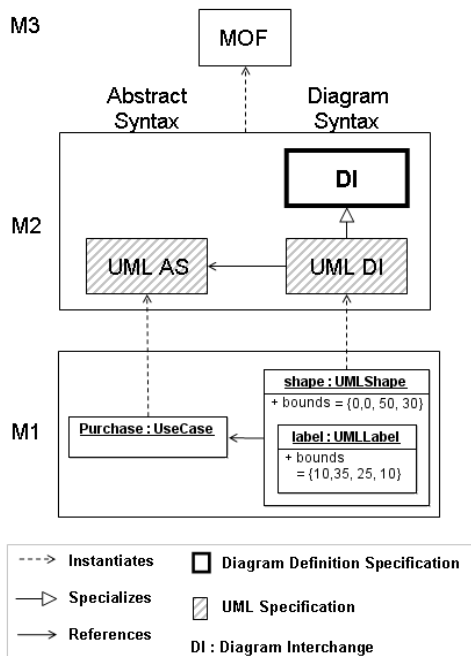 M3
MOF
Abstract
Syntax
Diagram
Syntax
DI
M2
UML AS
UML DI
M1
shape : UMLShape
+ bounds = {0,0, 50, 30}
Purchase : UseCase
label : UMLLabel
+ bounds
= {10,35, 25, 10}
Instantiates
Diagram Definition Specification
Specializes
UML Specification
References
DI : Diagram Interchange